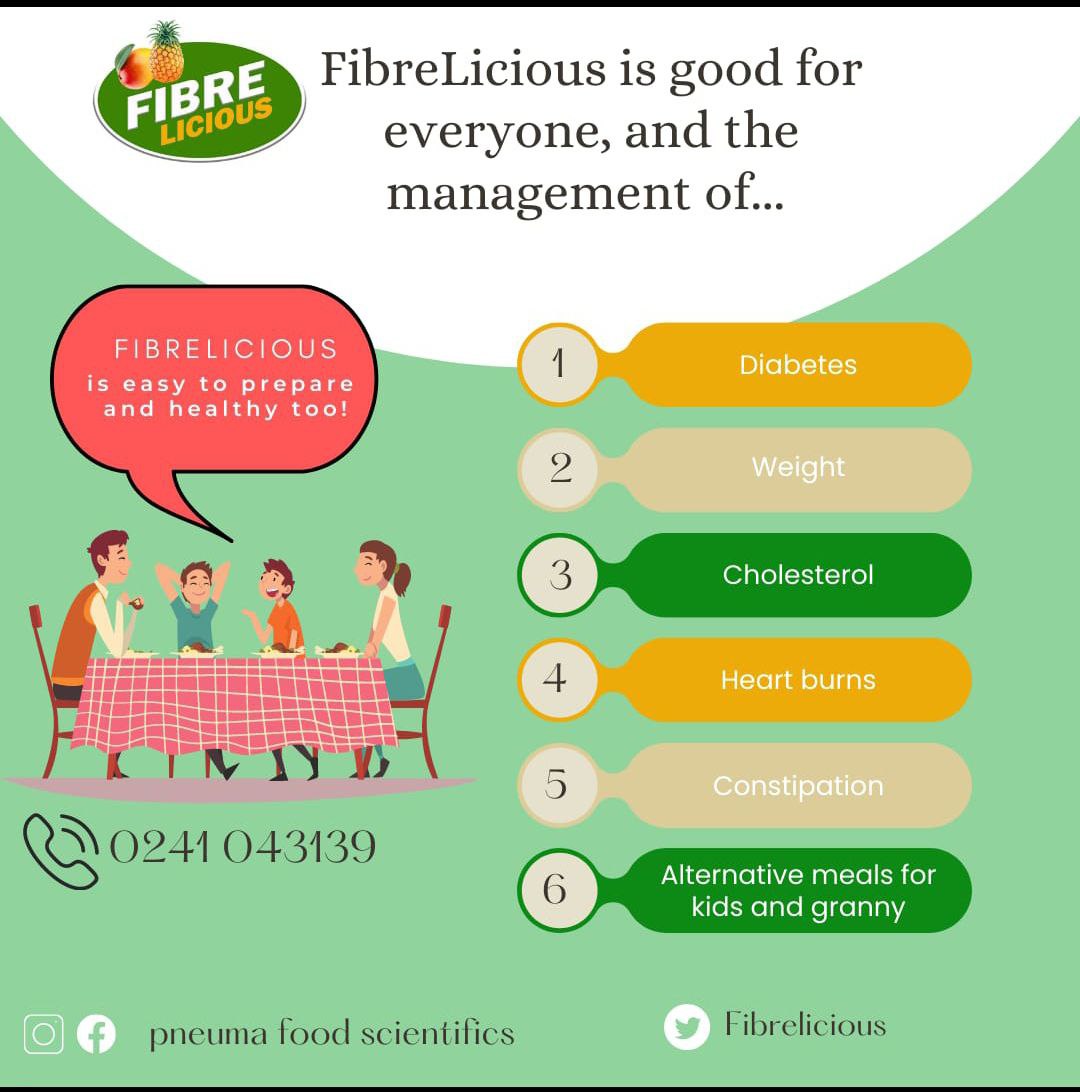 FIBRE
LICIOUS
FibreLicious is good for
everyone, and the
management of...
FIBRELICIOUS
is easy to prepare
and healthy too!
1
Diabetes
2
Weight
3
Cholesterol
4
Heart burns
5
Constipation
6
Alternative meals for
kids and granny
0241 043139
pneuma food scientifics
Fibrelicious